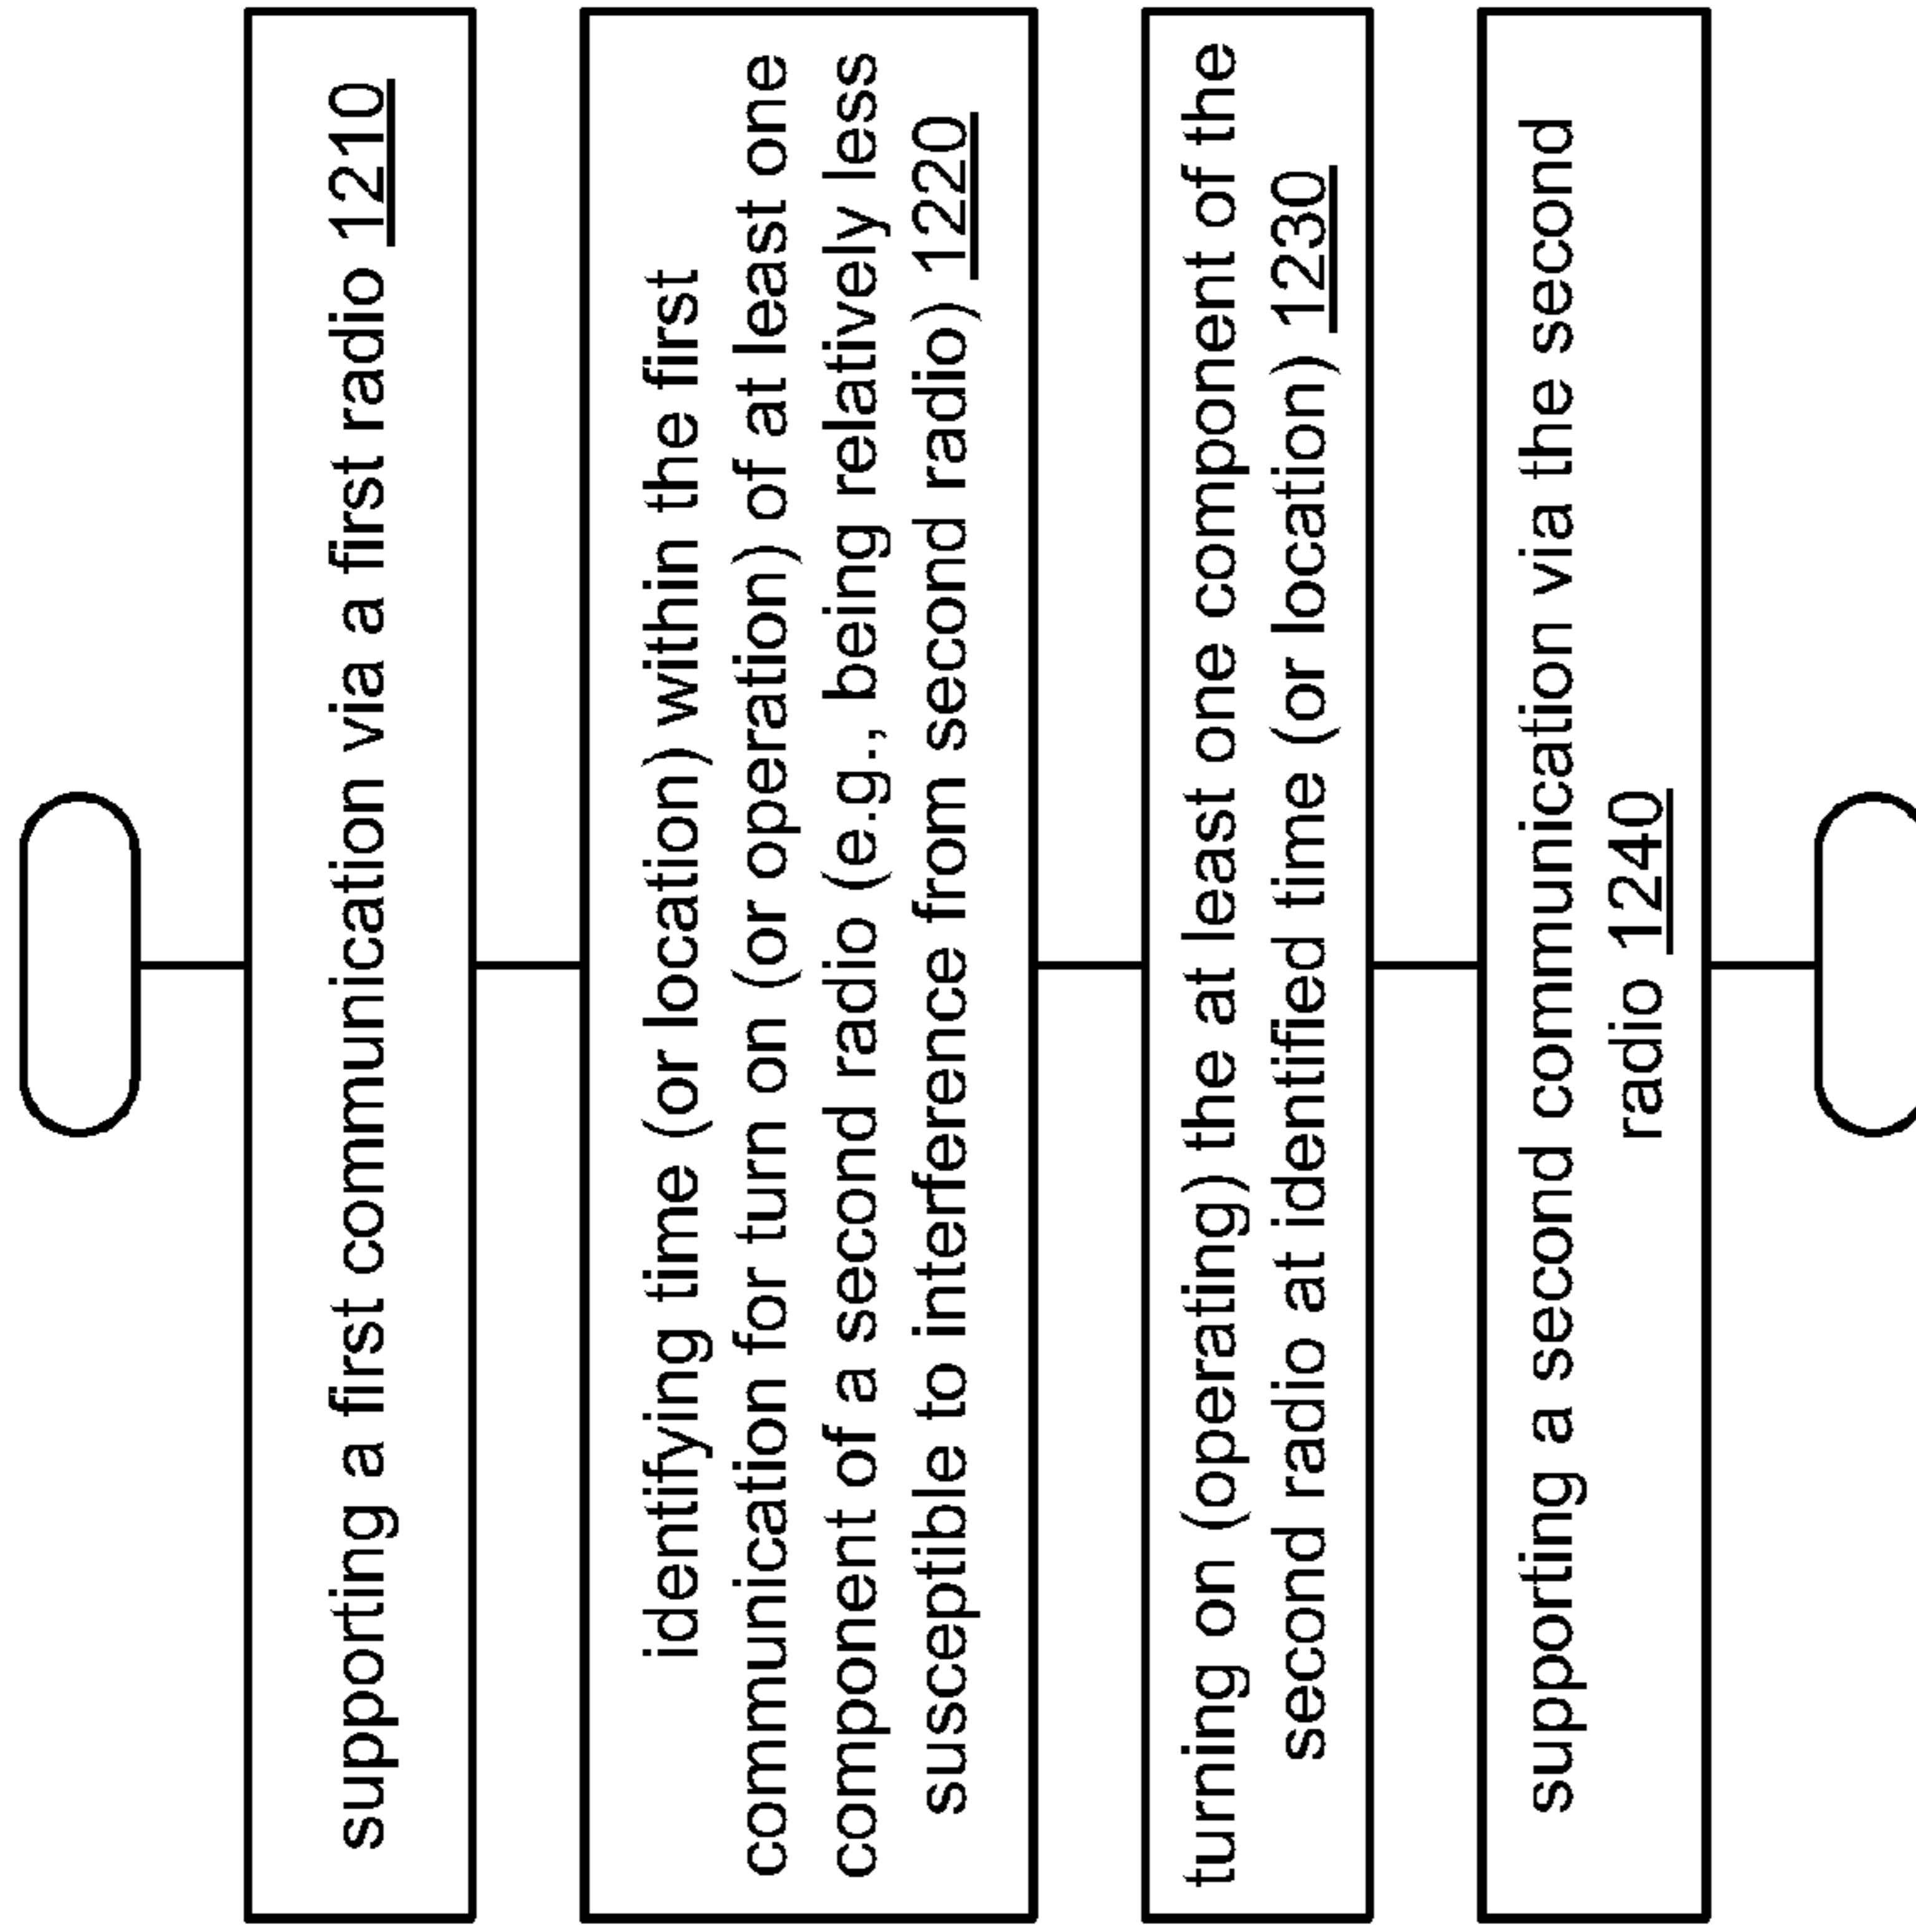 supporting a first communication via a first radio 1210
identifying time (or location) within the first
communication for turn on (or operation) of at least one
component of a second radio (e.g., being relatively less
susceptible to interference from second radio) 1220
turning on (operating) the at least one component of the
second radio at identified time (or location) 1230
supporting a second communication via the second
radio 1240